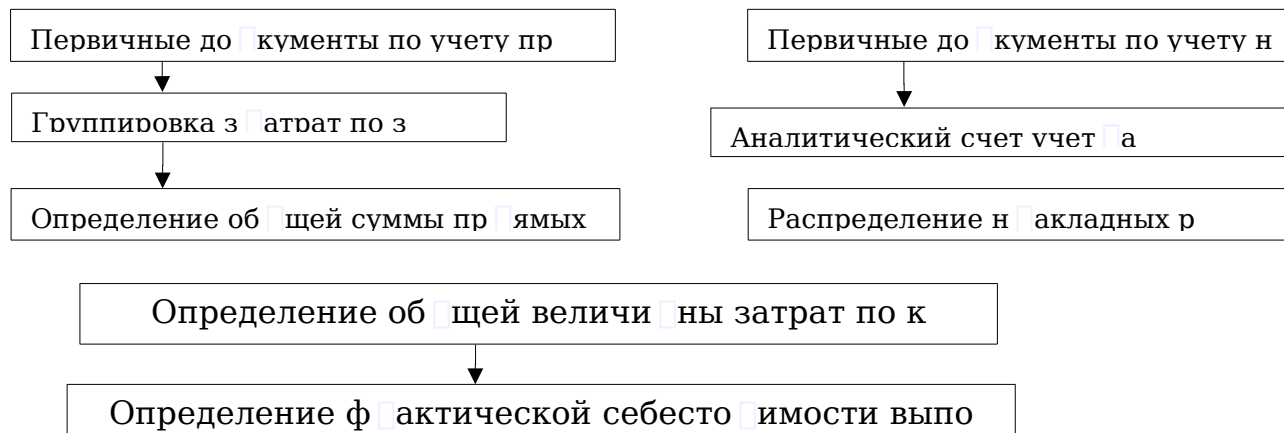 Первичные до кументы по учету пр
Первичные до кументы по учету н
Группировка з атрат по з
Аналитический счет учет а
Определение об щей суммы пр ямых
Распределение н акладных р
Определение об щей величи ны затрат по к
Определение ф актической себесто имости выпо